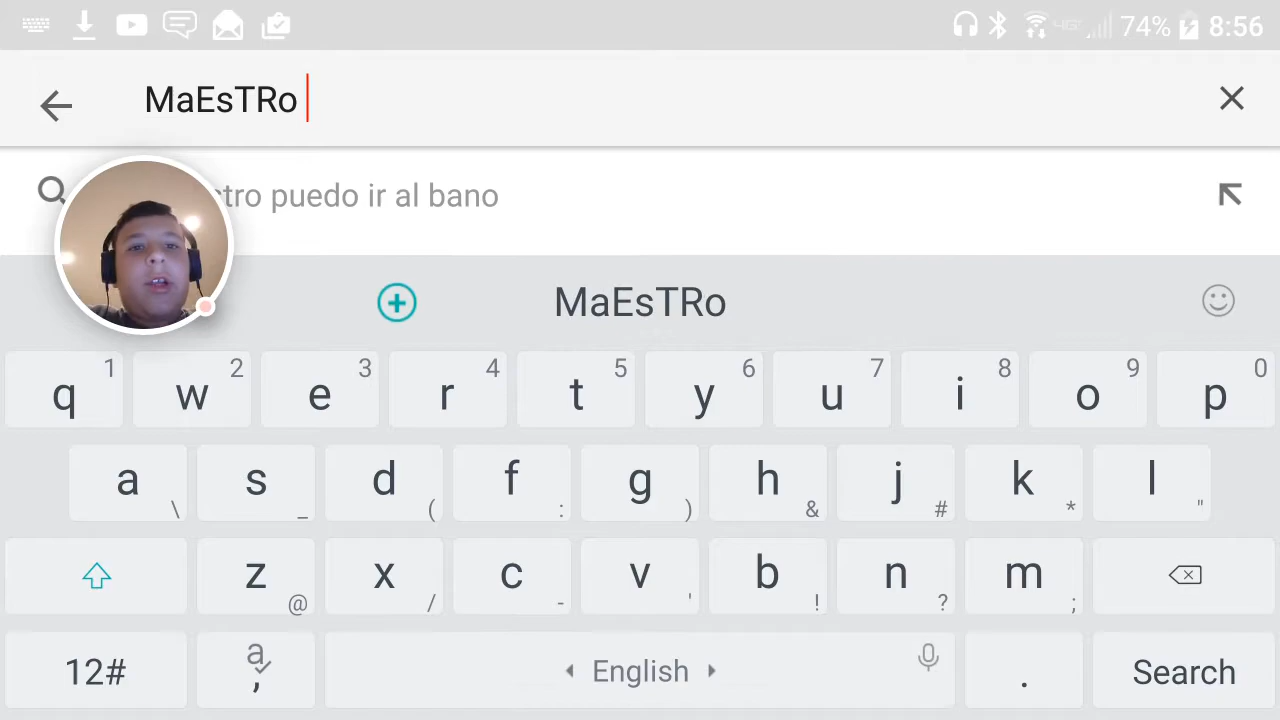 4G 74% 8:56
MaEsTRo
tro puedo ir al bano
MaEsTRo
q 1 w 2 e 3 r 4 t 5 y 6 u 7 i 8 o 9 p 0
a \ s _ d ( f : g ) h & j # k * l "
z @ x / c - v ' b ! n ? m ;
12# a , English . Search